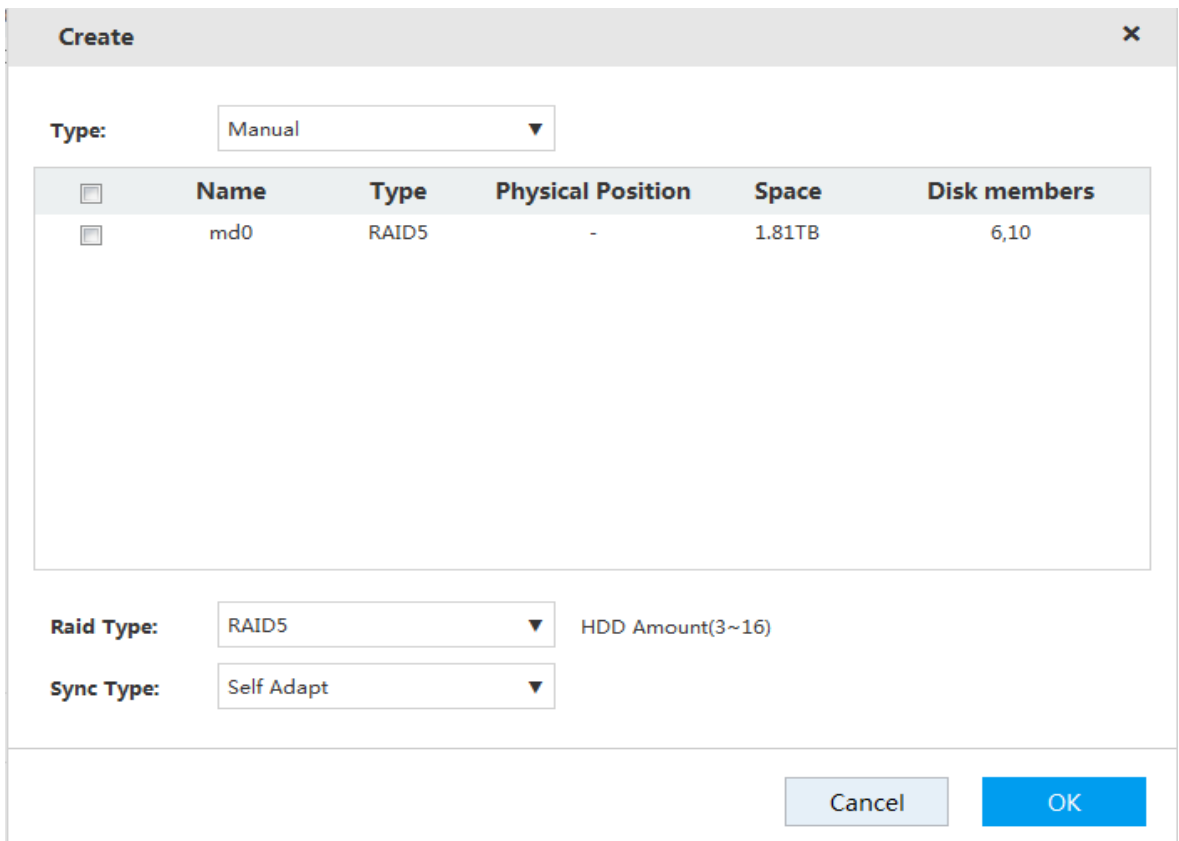 Create ×
Type: Manual ▼
Name Type Physical Position Space Disk members
md0 RAID5 - 1.81TB 6,10
Raid Type: RAID5 ▼ HDD Amount(3~16)
Sync Type: Self Adapt ▼
Cancel OK